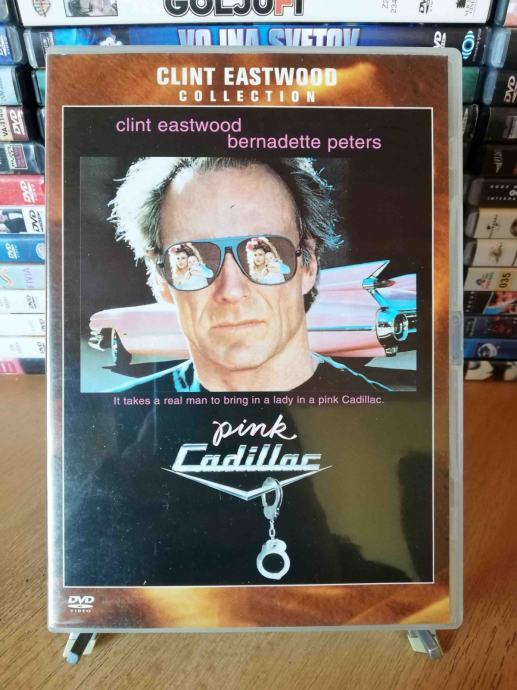 GOLJUFI
VOJNA SVETOV
CLINT EASTWOOD
COLLECTION
clint eastwood
bernadette peters
It takes a real man to bring in a lady in a pink Cadillac.
pink
Cadillac
DVD
VIDEO
035